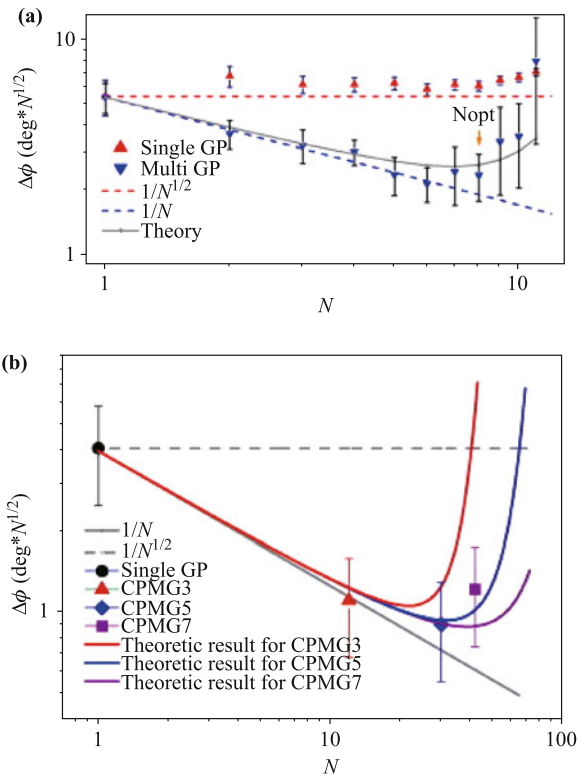 (a)
10
1
Δϕ (deg*N^1/2)
Nopt
Single GP
Multi GP
1/N^1/2
1/N
Theory
1
10
N
(b)
1
Δϕ (deg*N^1/2)
1/N
1/N^1/2
Single GP
CPMG3
CPMG5
CPMG7
Theoretic result for CPMG3
Theoretic result for CPMG5
Theoretic result for CPMG7
1
10
100
N